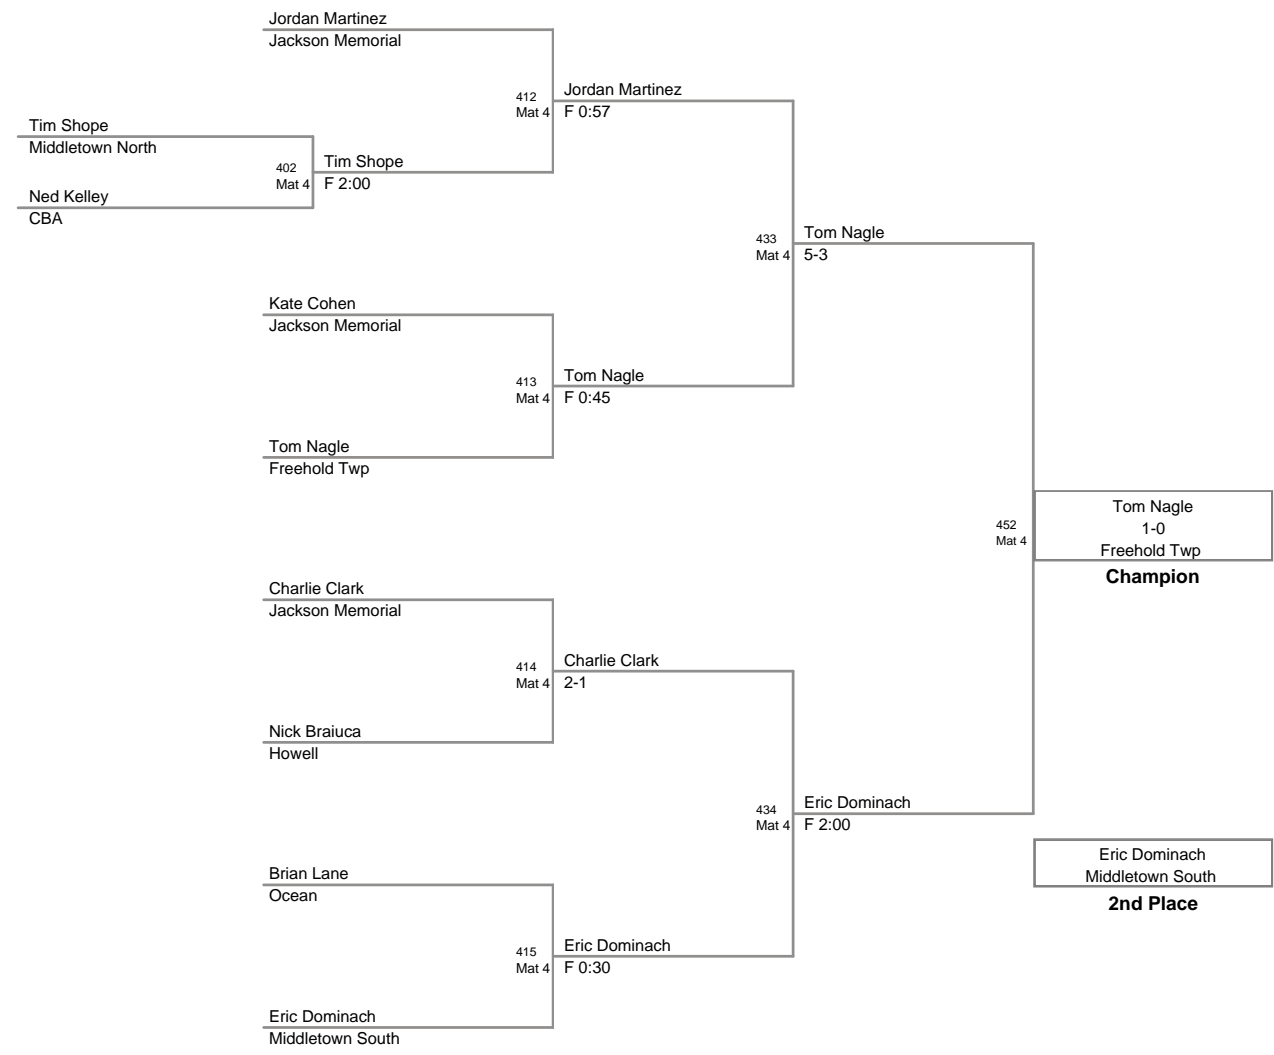 Jordan Martinez
Jackson Memorial
412
Mat 4
Jordan Martinez
F 0:57
Tim Shope
Middletown North
402
Mat 4
Tim Shope
F 2:00
Ned Kelley
CBA
433
Mat 4
Tom Nagle
5-3
Kate Cohen
Jackson Memorial
413
Mat 4
Tom Nagle
F 0:45
Tom Nagle
Freehold Twp
452
Mat 4
Tom Nagle
1-0
Freehold Twp
Champion
Charlie Clark
Jackson Memorial
414
Mat 4
Charlie Clark
2-1
Nick Braiuca
Howell
434
Mat 4
Eric Dominach
F 2:00
Eric Dominach
Middletown South
2nd Place
Brian Lane
Ocean
415
Mat 4
Eric Dominach
F 0:30
Eric Dominach
Middletown South